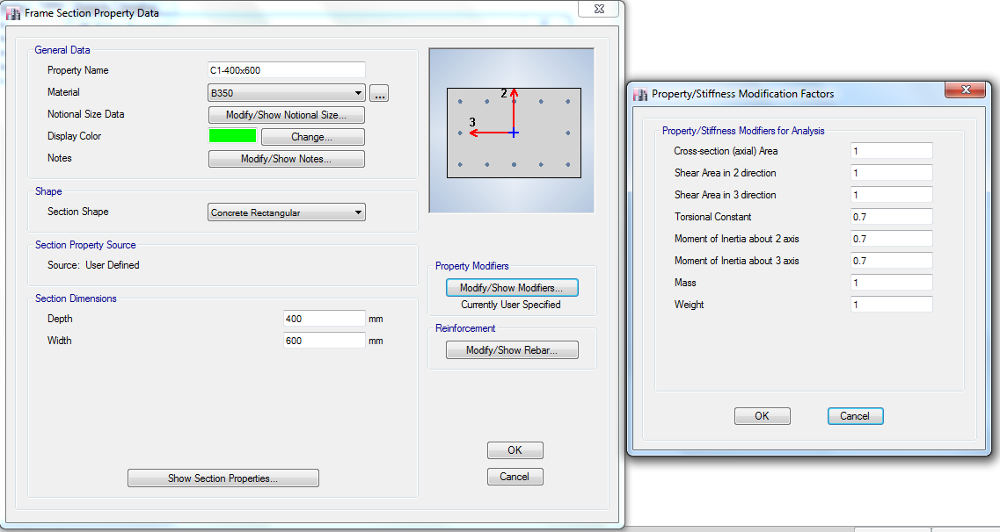 Frame Section Property Data
General Data
Property Name C1-400x600
Material B350 ...
Notional Size Data Modify/Show Notional Size...
Display Color Change...
Notes Modify/Show Notes...
Shape
Section Shape Concrete Rectangular
Section Property Source
Source: User Defined
Section Dimensions
Depth 400 mm
Width 600 mm
Show Section Properties...
2
3
Property Modifiers
Modify/Show Modifiers...
Currently User Specified
Reinforcement
Modify/Show Rebar...
OK
Cancel
Property/Stiffness Modification Factors
Property/Stiffness Modifiers for Analysis
Cross-section (axial) Area 1
Shear Area in 2 direction 1
Shear Area in 3 direction 1
Torsional Constant 0.7
Moment of Inertia about 2 axis 0.7
Moment of Inertia about 3 axis 0.7
Mass 1
Weight 1
OK Cancel